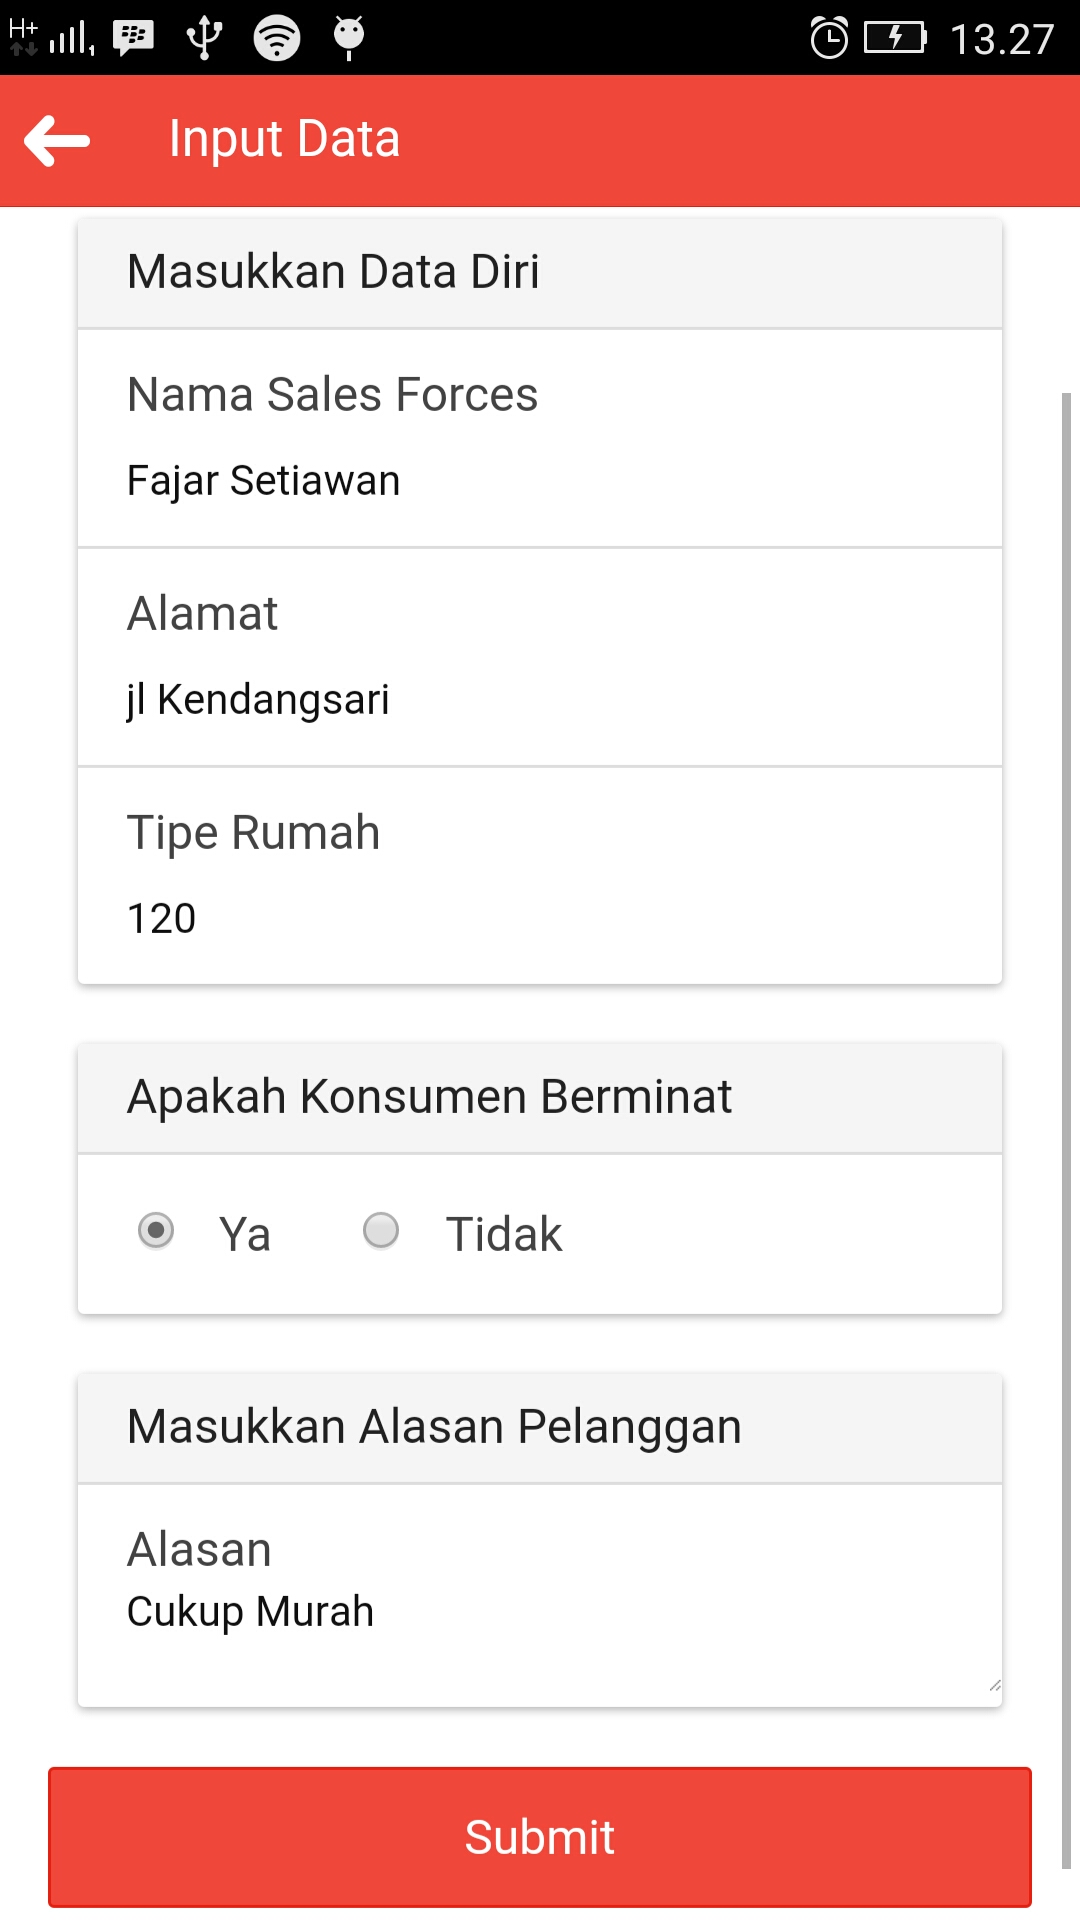 H+
13.27
Input Data
Masukkan Data Diri
Nama Sales Forces
Fajar Setiawan
Alamat
jl Kendangsari
Tipe Rumah
120
Apakah Konsumen Berminat
Ya Tidak
Masukkan Alasan Pelanggan
Alasan
Cukup Murah
Submit